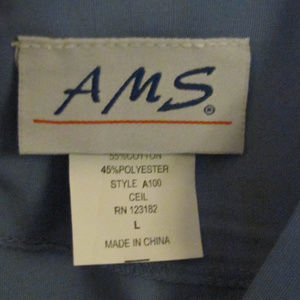 AMS®
55%COTTON
45%POLYESTER
STYLE A100
CEIL
RN 123182
L
MADE IN CHINA